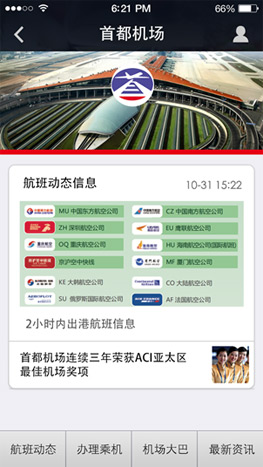 6:21 PM
首都机场
航班动态信息
10-31 15:22
MU 中国东方航空公司
CZ 中国南方航空公司
ZH 深圳航空公司
EU 鹰联航空公司
OQ 重庆航空公司
HU 海南航空公司(国际航班)
京沪空中快线
京沪空中快线
MF 厦门航空公司
KE 大韩航空公司
CO 大陆航空公司
SU 俄罗斯国际航空公司
AF 法国航空公司
2小时内出港航班信息
首都机场连续三年荣获ACI亚太区
最佳机场奖项
航班动态
办理乘机
机场大巴
最新资讯